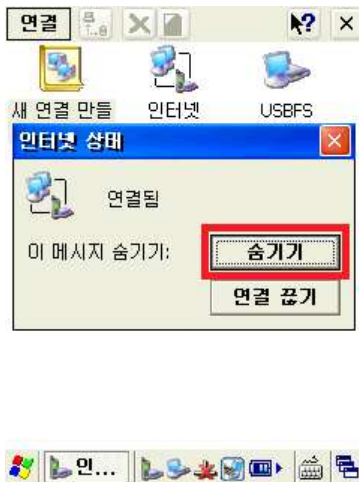 연결
새 연결 만들 인터넷 USBFS
인터넷 상태
연결됨
이 메시지 숨기기: 숨기기
연결 끊기
인...